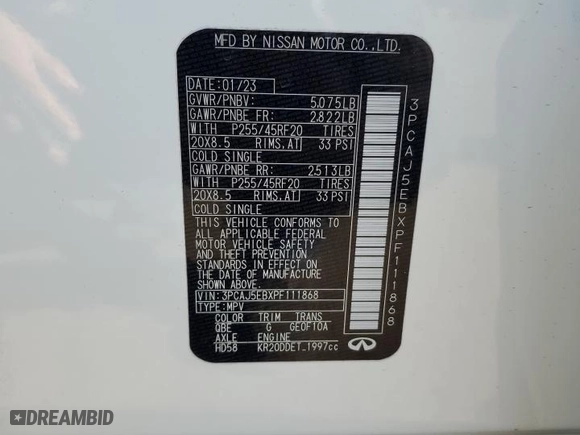 MFD BY NISSAN MOTOR CO.,LTD.
DATE:01/23
GVWR/PNBV: 5,075LB
GAWR/PNBE FR: 2,822LB
WITH P255/45RF20 TIRES
20X8.5 RIMS,AT 33 PSI
COLD SINGLE
GAWR/PNBE RR: 2,513LB
WITH P255/45RF20 TIRES
20X8.5 RIMS,AT 33 PSI
COLD SINGLE
THIS VEHICLE CONFORMS TO
ALL APPLICABLE FEDERAL
MOTOR VEHICLE SAFETY
AND THEFT PREVENTION
STANDARDS IN EFFECT ON
THE DATE OF MANUFACTURE
SHOWN ABOVE.
VIN: 3PCAJ5EBXPF111868
TYPE:MPV
COLOR TRIM TRANS
QBE G GE0F10A
AXLE ENGINE
HD58 KR20DDET 1997cc
3PCAJ5EBXPF111868
DREAMBID